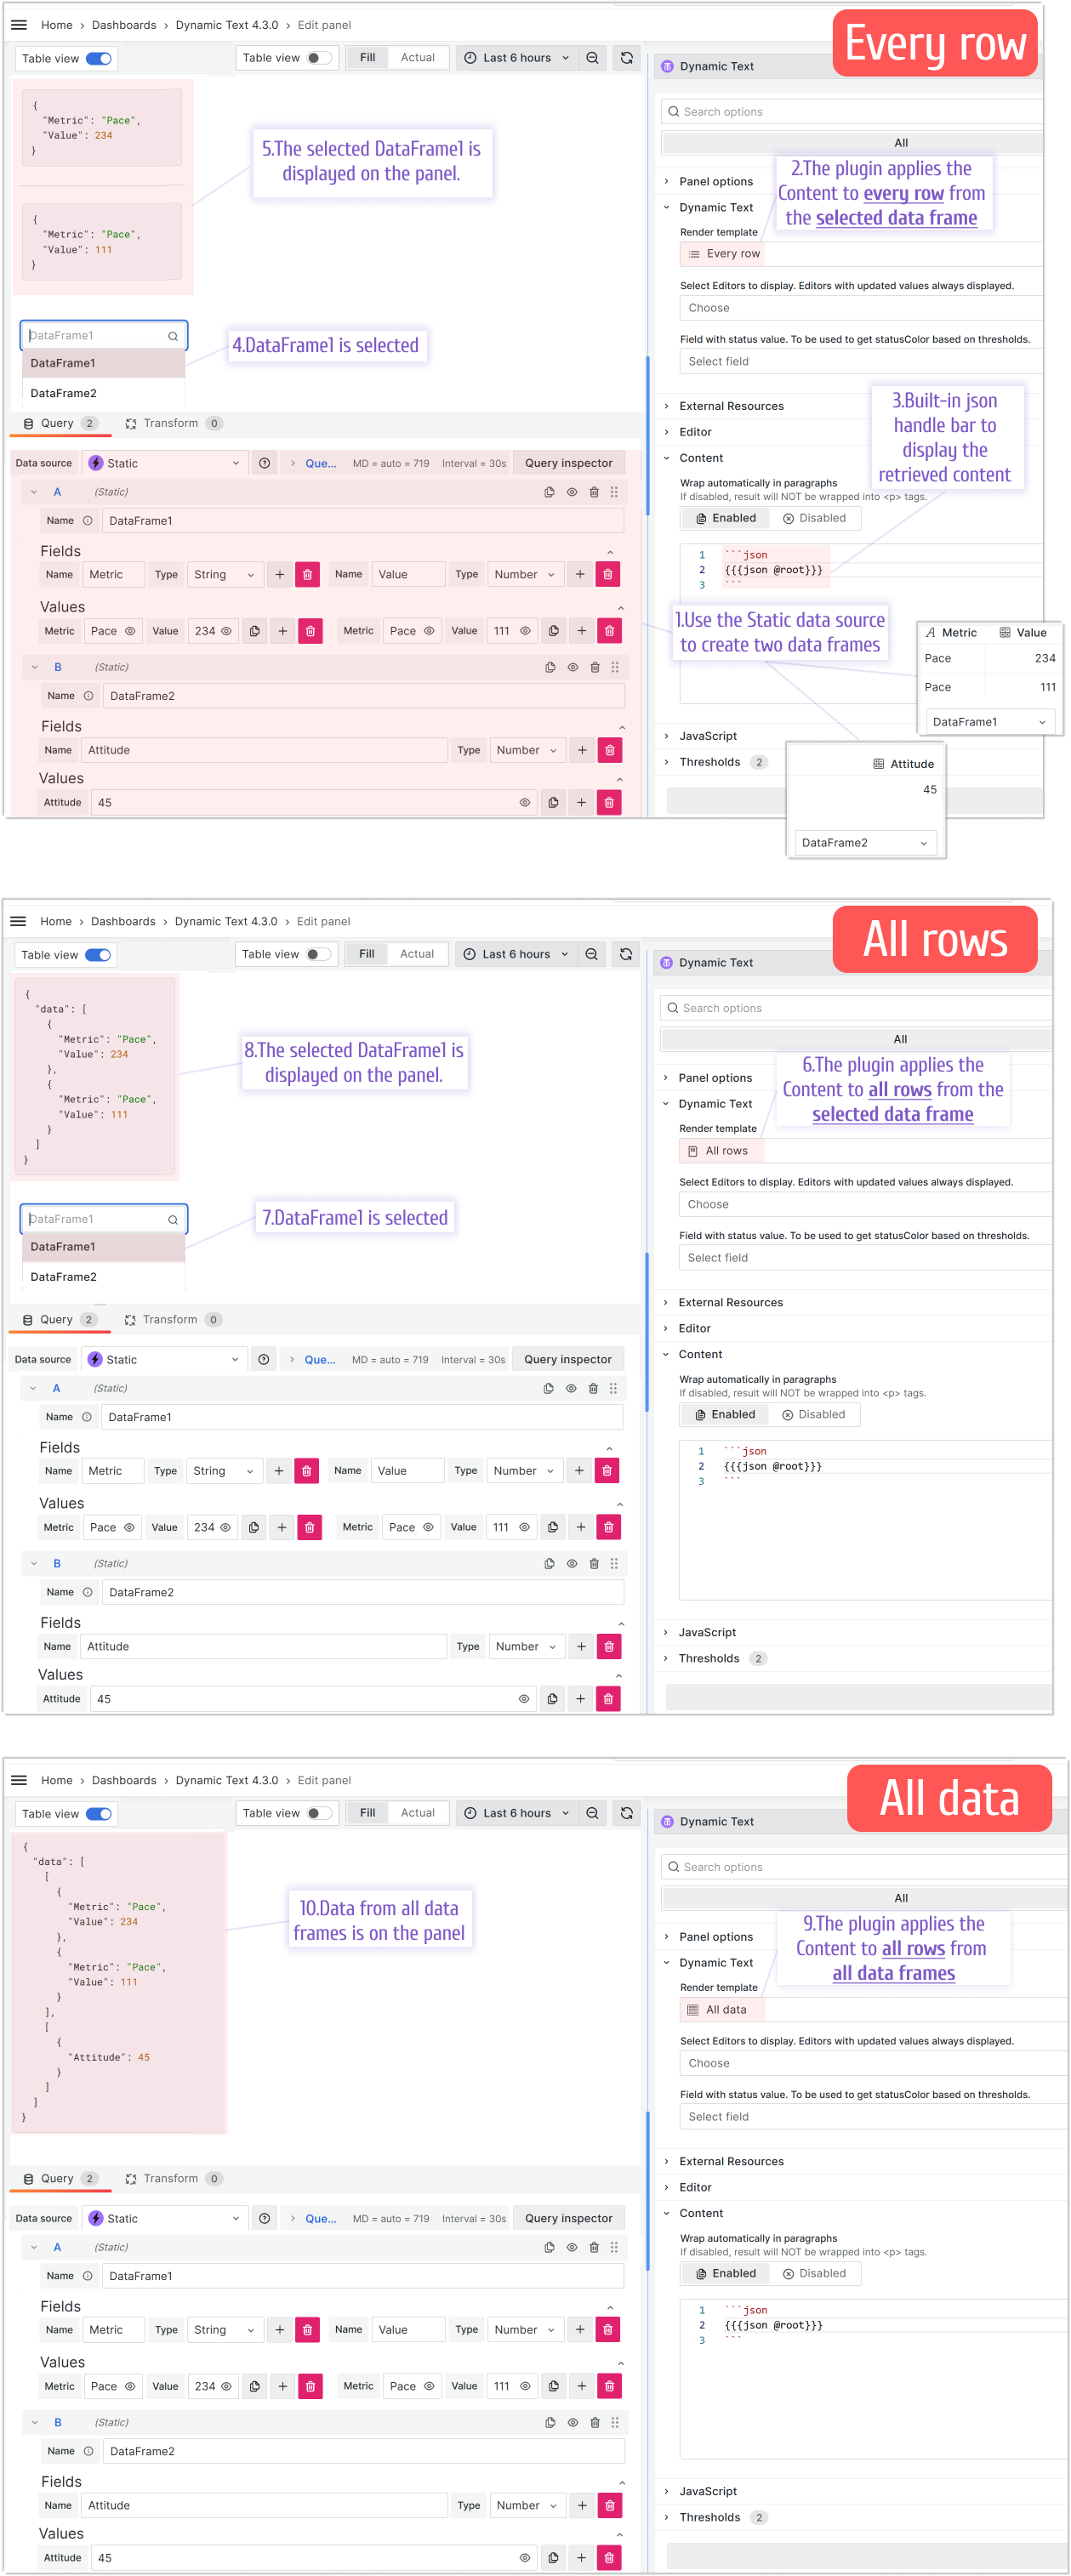 Home › Dashboards › Dynamic Text 4.3.0 › Edit panel
Every row
Table view
Table view
Fill
Actual
Last 6 hours
Dynamic Text
{
"Metric": "Pace",
"Value": 234
}
{
"Metric": "Pace",
"Value": 111
}
5.The selected DataFrame1 is
displayed on the panel.
DataFrame1
DataFrame1
DataFrame2
4.DataFrame1 is selected
Search options
All
Panel options
Dynamic Text
2.The plugin applies the
Content to every row from
the selected data frame
Render template
Every row
Select Editors to display. Editors with updated values always displayed.
Choose
Field with status value. To be used to get statusColor based on thresholds.
Select field
External Resources
Editor
Content
3.Built-in json
handle bar to
display the
retrieved content
Wrap automatically in paragraphs
If disabled, result will NOT be wrapped into <p> tags.
Enabled
Disabled
1 ```json
2 {{{json @root}}}
3 ```
1.Use the Static data source
to create two data frames
JavaScript
Thresholds 2
Metric Value
Pace 234
Pace 111
DataFrame1
Attitude
45
DataFrame2
Query 2
Transform 0
Data source
Static
Que...
MD = auto = 719
Interval = 30s
Query inspector
A (Static)
Name DataFrame1
Fields
Name Metric Type String + Name Value Type Number +
Values
Metric Pace Value 234 + Metric Pace Value 111 +
B (Static)
Name DataFrame2
Fields
Name Attitude Type Number +
Values
Attitude 45 +
Home › Dashboards › Dynamic Text 4.3.0 › Edit panel
All rows
Table view
Table view
Fill
Actual
Last 6 hours
Dynamic Text
{
"data": [
{
"Metric": "Pace",
"Value": 234
},
{
"Metric": "Pace",
"Value": 111
}
]
}
8.The selected DataFrame1 is
displayed on the panel.
DataFrame1
DataFrame1
DataFrame2
7.DataFrame1 is selected
Search options
All
Panel options
Dynamic Text
6.The plugin applies the
Content to all rows from the
selected data frame
Render template
All rows
Select Editors to display. Editors with updated values always displayed.
Choose
Field with status value. To be used to get statusColor based on thresholds.
Select field
External Resources
Editor
Content
Wrap automatically in paragraphs
If disabled, result will NOT be wrapped into <p> tags.
Enabled
Disabled
1 ```json
2 {{{json @root}}}
3 ```
JavaScript
Thresholds 2
Query 2
Transform 0
Data source
Static
Que...
MD = auto = 719
Interval = 30s
Query inspector
A (Static)
Name DataFrame1
Fields
Name Metric Type String + Name Value Type Number +
Values
Metric Pace Value 234 + Metric Pace Value 111 +
B (Static)
Name DataFrame2
Fields
Name Attitude Type Number +
Values
Attitude 45 +
Home › Dashboards › Dynamic Text 4.3.0 › Edit panel
All data
Table view
Table view
Fill
Actual
Last 6 hours
Dynamic Text
{
"data": [
[
{
"Metric": "Pace",
"Value": 234
},
{
"Metric": "Pace",
"Value": 111
}
],
[
{
"Attitude": 45
}
]
]
}
10.Data from all data
frames is on the panel
Search options
All
Panel options
Dynamic Text
9.The plugin applies the
Content to all rows from
all data frames
Render template
All data
Select Editors to display. Editors with updated values always displayed.
Choose
Field with status value. To be used to get statusColor based on thresholds.
Select field
External Resources
Editor
Content
Wrap automatically in paragraphs
If disabled, result will NOT be wrapped into <p> tags.
Enabled
Disabled
1 ```json
2 {{{json @root}}}
3 ```
JavaScript
Thresholds 2
Query 2
Transform 0
Data source
Static
Que...
MD = auto = 719
Interval = 30s
Query inspector
A (Static)
Name DataFrame1
Fields
Name Metric Type String + Name Value Type Number +
Values
Metric Pace Value 234 + Metric Pace Value 111 +
B (Static)
Name DataFrame2
Fields
Name Attitude Type Number +
Values
Attitude 45 +